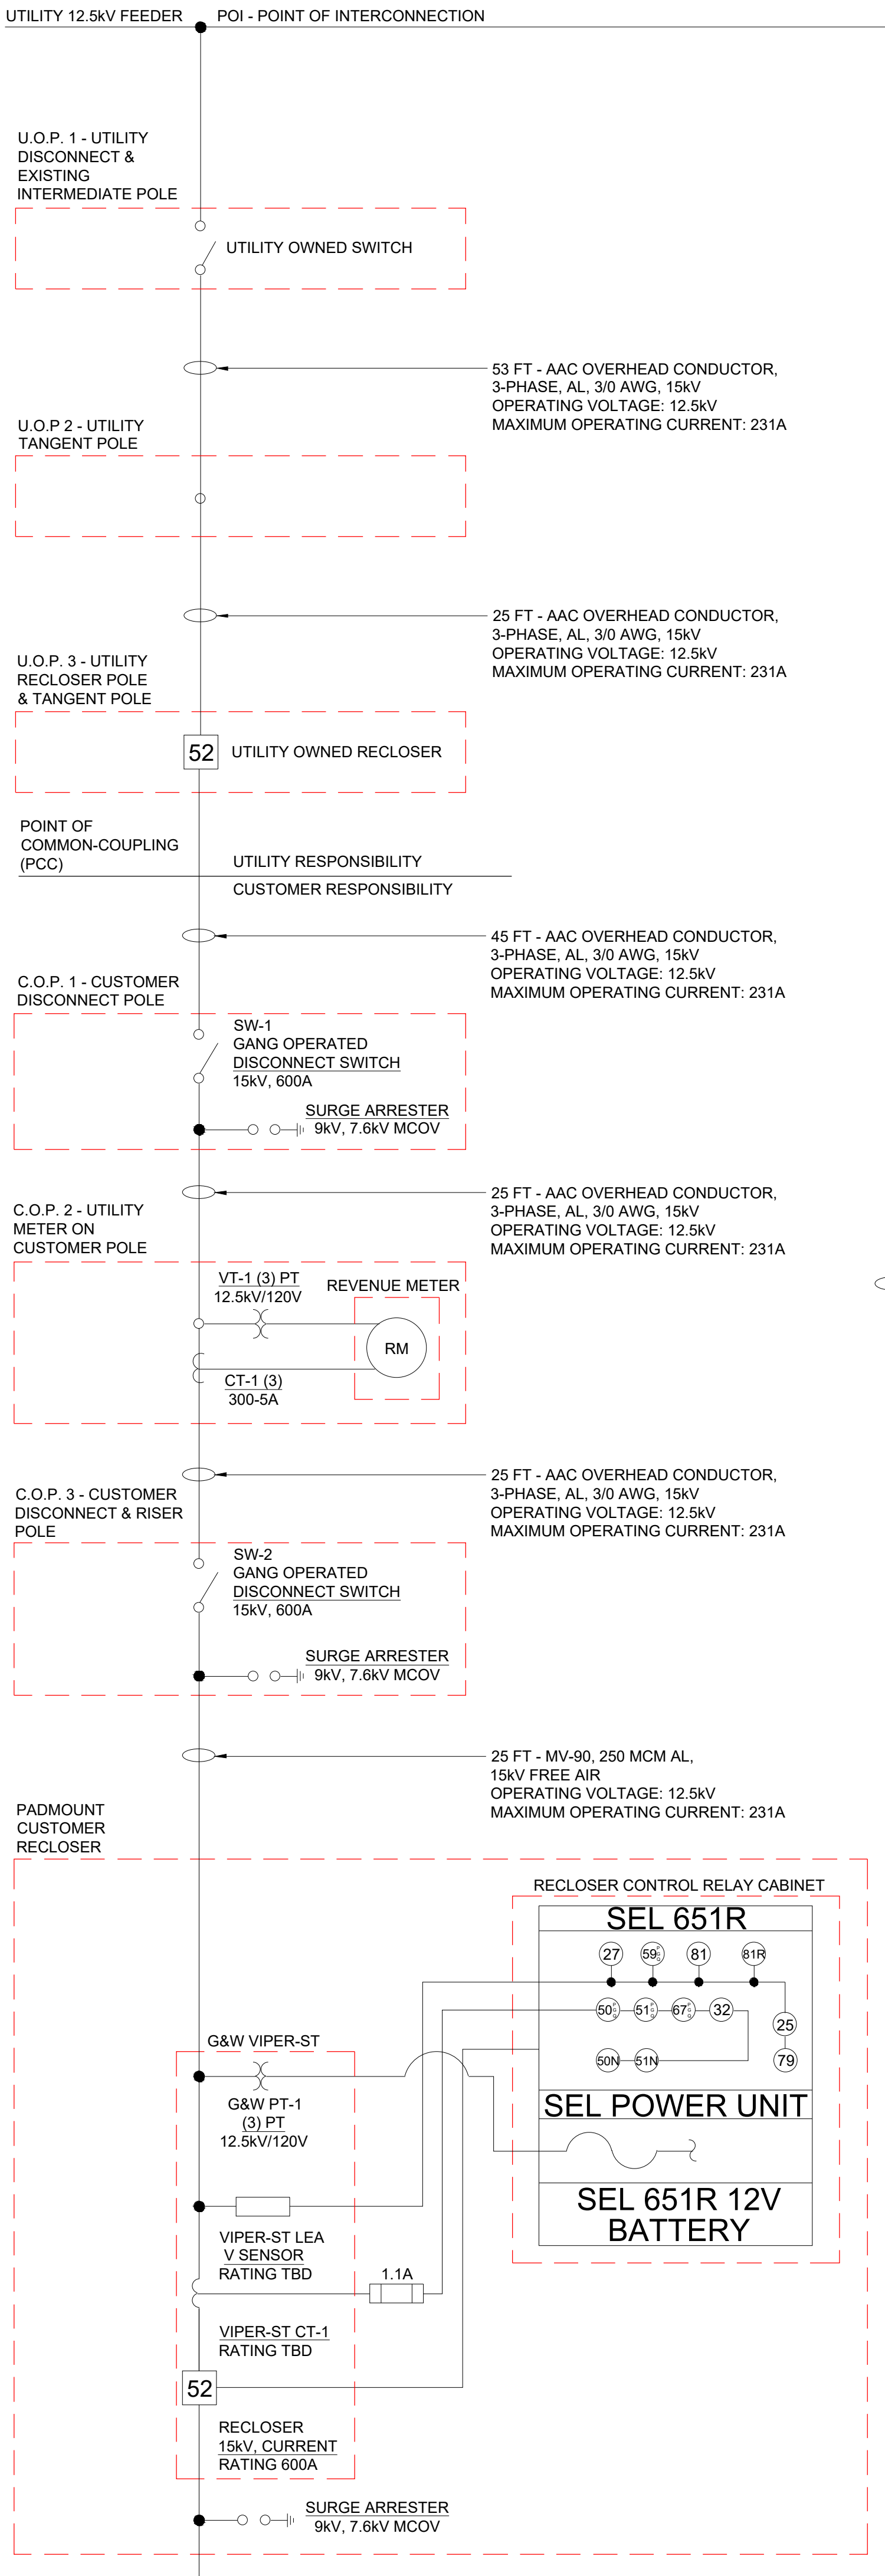 UTILITY 12.5kV FEEDER
POI - POINT OF INTERCONNECTION
U.O.P. 1 - UTILITY
DISCONNECT &
EXISTING
INTERMEDIATE POLE
UTILITY OWNED SWITCH
53 FT - AAC OVERHEAD CONDUCTOR,
3-PHASE, AL, 3/0 AWG, 15kV
OPERATING VOLTAGE: 12.5kV
MAXIMUM OPERATING CURRENT: 231A
U.O.P 2 - UTILITY
TANGENT POLE
25 FT - AAC OVERHEAD CONDUCTOR,
3-PHASE, AL, 3/0 AWG, 15kV
OPERATING VOLTAGE: 12.5kV
MAXIMUM OPERATING CURRENT: 231A
U.O.P. 3 - UTILITY
RECLOSER POLE
& TANGENT POLE
52
UTILITY OWNED RECLOSER
POINT OF
COMMON-COUPLING
(PCC)
UTILITY RESPONSIBILITY
CUSTOMER RESPONSIBILITY
45 FT - AAC OVERHEAD CONDUCTOR,
3-PHASE, AL, 3/0 AWG, 15kV
OPERATING VOLTAGE: 12.5kV
MAXIMUM OPERATING CURRENT: 231A
C.O.P. 1 - CUSTOMER
DISCONNECT POLE
SW-1
GANG OPERATED
DISCONNECT SWITCH
15kV, 600A
SURGE ARRESTER
9kV, 7.6kV MCOV
25 FT - AAC OVERHEAD CONDUCTOR,
3-PHASE, AL, 3/0 AWG, 15kV
OPERATING VOLTAGE: 12.5kV
MAXIMUM OPERATING CURRENT: 231A
C.O.P. 2 - UTILITY
METER ON
CUSTOMER POLE
VT-1 (3) PT
12.5kV/120V
REVENUE METER
RM
CT-1 (3)
300-5A
25 FT - AAC OVERHEAD CONDUCTOR,
3-PHASE, AL, 3/0 AWG, 15kV
OPERATING VOLTAGE: 12.5kV
MAXIMUM OPERATING CURRENT: 231A
C.O.P. 3 - CUSTOMER
DISCONNECT & RISER
POLE
SW-2
GANG OPERATED
DISCONNECT SWITCH
15kV, 600A
SURGE ARRESTER
9kV, 7.6kV MCOV
25 FT - MV-90, 250 MCM AL,
15kV FREE AIR
OPERATING VOLTAGE: 12.5kV
MAXIMUM OPERATING CURRENT: 231A
PADMOUNT
CUSTOMER
RECLOSER
RECLOSER CONTROL RELAY CABINET
SEL 651R
27 59 81 81R
50 51 67 32
25
50N 51N 79
SEL POWER UNIT
SEL 651R 12V
BATTERY
G&W VIPER-ST
G&W PT-1
(3) PT
12.5kV/120V
VIPER-ST LEA
V SENSOR
RATING TBD
1.1A
VIPER-ST CT-1
RATING TBD
52
RECLOSER
15kV, CURRENT
RATING 600A
SURGE ARRESTER
9kV, 7.6kV MCOV